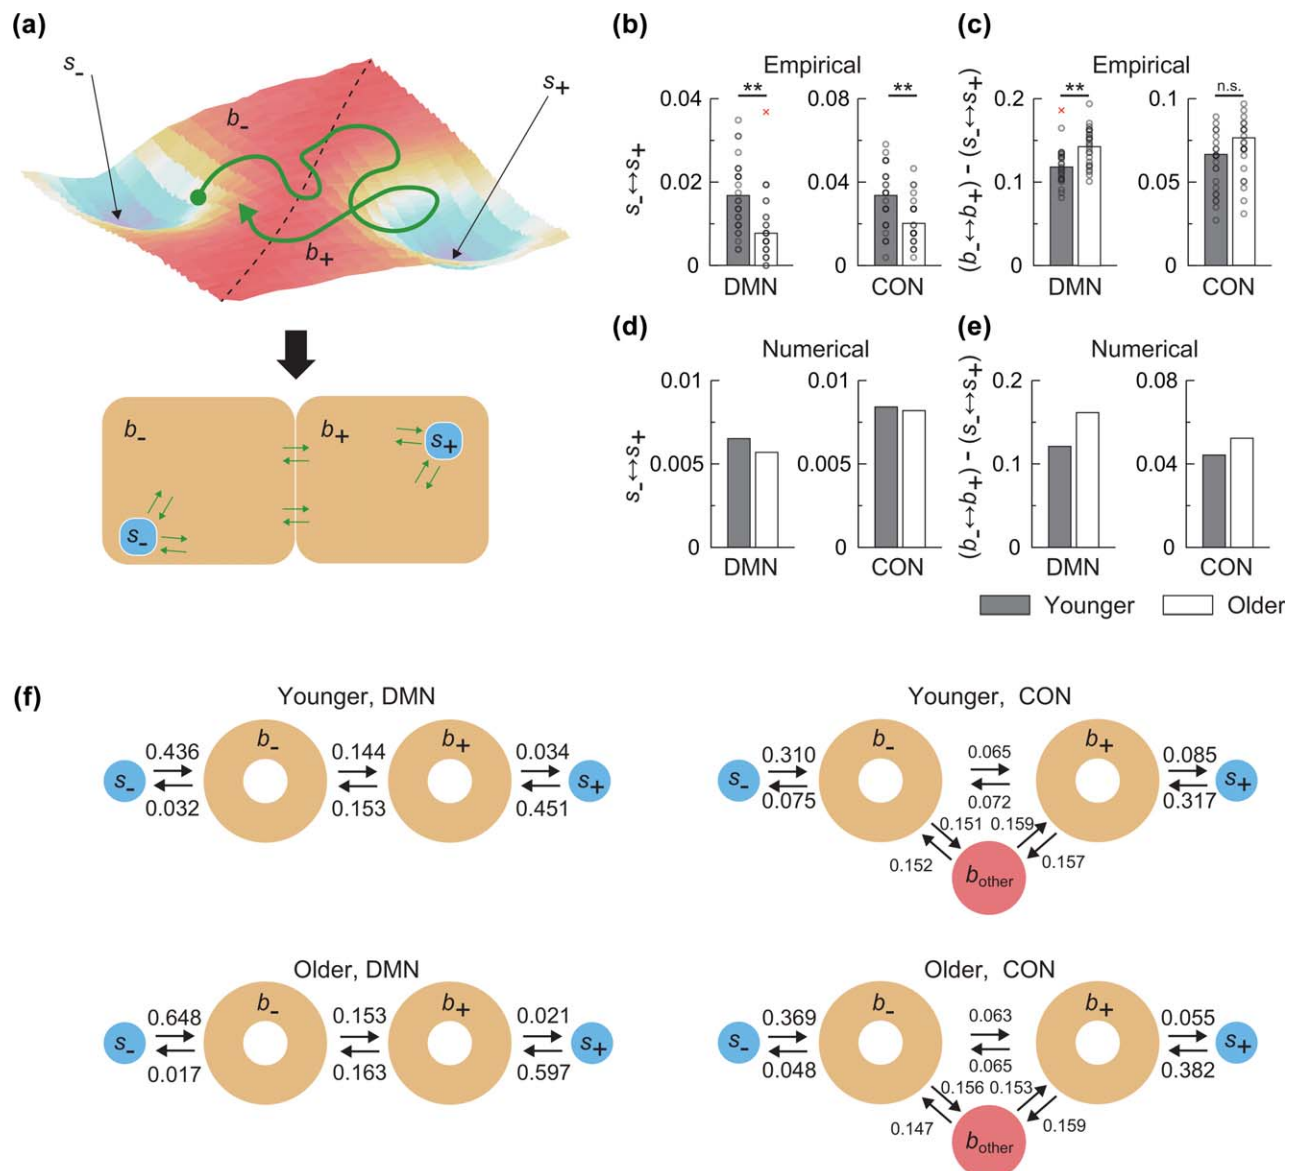 (a)
s-
b-
s+
b+
b-
b+
s+
s-
(b)
Empirical
** **
s-↔s+
0.04
0.02
0
DMN
0.08
0.04
0
CON
(c)
Empirical
** n.s.
(b-↔b+) - (s-↔s+)
0.2
0.1
0
DMN
0.1
0.05
0
CON
(d)
Numerical
s-↔s+
0.01
0.005
0
DMN
0.01
0.005
0
CON
(e)
Numerical
(b-↔b+) - (s-↔s+)
0.2
0.1
0
DMN
0.08
0.04
0
CON
Younger Older
(f)
Younger, DMN
b- b+
0.436 0.144 0.034
s- s+
0.032 0.153 0.451
Younger, CON
b- b+
0.310 0.065 0.085
s- s+
0.075 0.072 0.317
0.151 0.159
0.152 0.157
bother
Older, DMN
b- b+
0.648 0.153 0.021
s- s+
0.017 0.163 0.597
Older, CON
b- b+
0.369 0.063 0.055
s- s+
0.048 0.065 0.382
0.156 0.153
0.147 0.159
bother